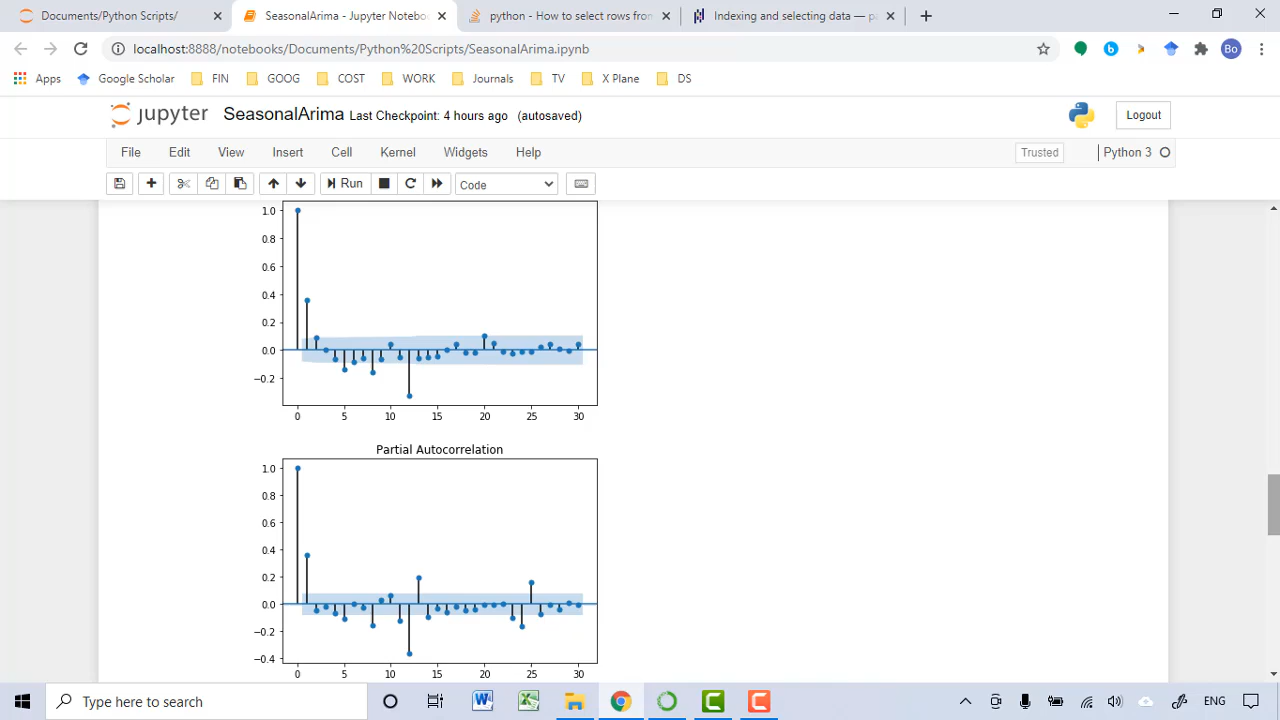 Documents/Python Scripts/
SeasonalArima - Jupyter Noteboo
python - How to select rows from
Indexing and selecting data — pa
localhost:8888/notebooks/Documents/Python%20Scripts/SeasonalArima.ipynb
Bo
Apps Google Scholar FIN GOOG COST WORK Journals TV X Plane DS
jupyter SeasonalArima Last Checkpoint: 4 hours ago (autosaved)
Logout
File Edit View Insert Cell Kernel Widgets Help
Trusted Python 3
Run Code
1.0
0.8
0.6
0.4
0.2
0.0
−0.2
0 5 10 15 20 25 30
Partial Autocorrelation
1.0
0.8
0.6
0.4
0.2
0.0
−0.2
−0.4
0 5 10 15 20 25 30
Type here to search
ENG